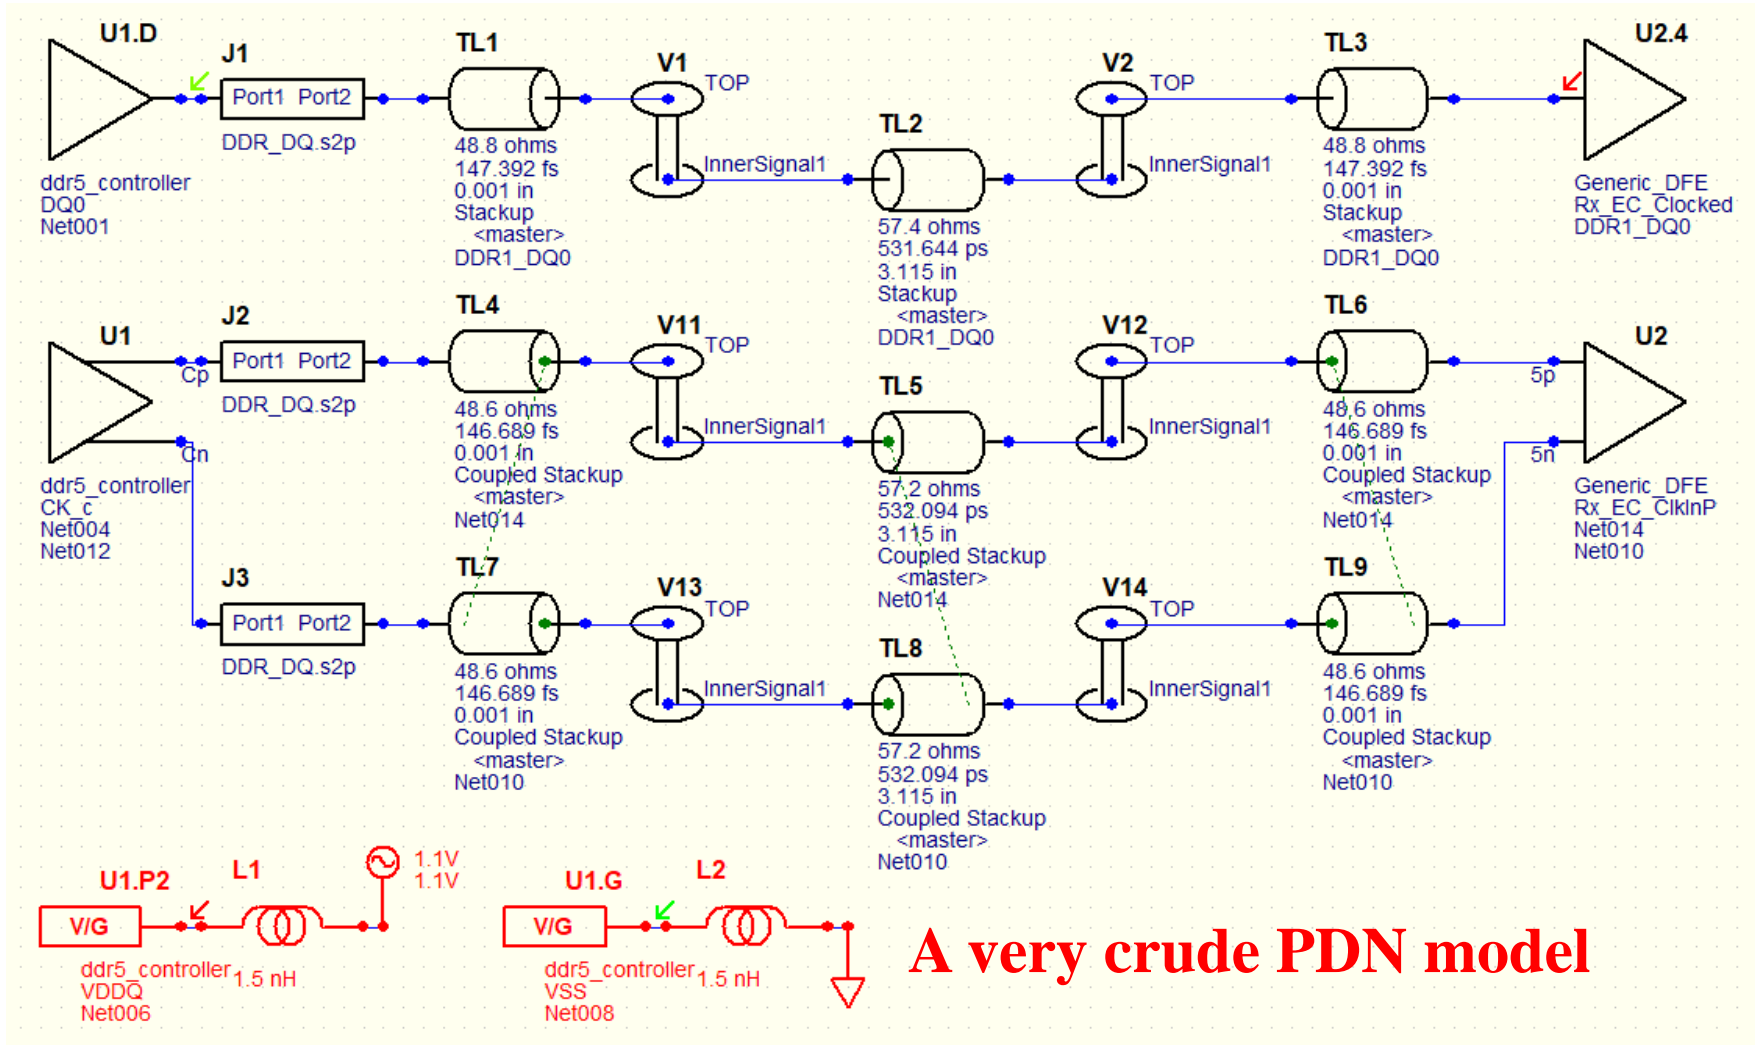 U1.D
J1
Port1 Port2
DDR_DQ.s2p
ddr5_controller
DQ0
Net001
TL1
48.8 ohms
147.392 fs
0.001 in
Stackup
<master>
DDR1_DQ0
V1
TOP
InnerSignal1
TL2
57.4 ohms
531.644 ps
3.115 in
Stackup
<master>
DDR1_DQ0
V2
TOP
InnerSignal1
TL3
48.8 ohms
147.392 fs
0.001 in
Stackup
<master>
DDR1_DQ0
U2.4
Generic_DFE
Rx_EC_Clocked
DDR1_DQ0
U1
Cp
Cn
ddr5_controller
CK_c
Net004
Net012
J2
Port1 Port2
DDR_DQ.s2p
TL4
48.6 ohms
146.689 fs
0.001 in
Coupled Stackup
<master>
Net014
V11
TOP
InnerSignal1
TL5
57.2 ohms
532.094 ps
3.115 in
Coupled Stackup
<master>
Net014
V12
TOP
InnerSignal1
TL6
48.6 ohms
146.689 fs
0.001 in
Coupled Stackup
<master>
Net014
U2
5p
5n
Generic_DFE
Rx_EC_ClkInP
Net014
Net010
J3
Port1 Port2
DDR_DQ.s2p
TL7
48.6 ohms
146.689 fs
0.001 in
Coupled Stackup
<master>
Net010
V13
TOP
InnerSignal1
TL8
57.2 ohms
532.094 ps
3.115 in
Coupled Stackup
<master>
Net010
V14
TOP
InnerSignal1
TL9
48.6 ohms
146.689 fs
0.001 in
Coupled Stackup
<master>
Net010
U1.P2
V/G
ddr5_controller
VDDQ
Net006
L1
1.5 nH
1.1V
1.1V
U1.G
V/G
ddr5_controller
VSS
Net008
L2
1.5 nH
A very crude PDN model